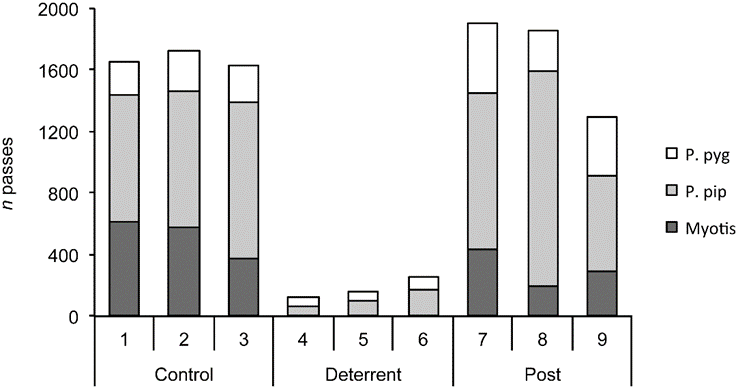 2000
1600
1200
800
400
0
n passes
P. pyg
P. pip
Myotis
1 2 3 4 5 6 7 8 9
Control Deterrent Post